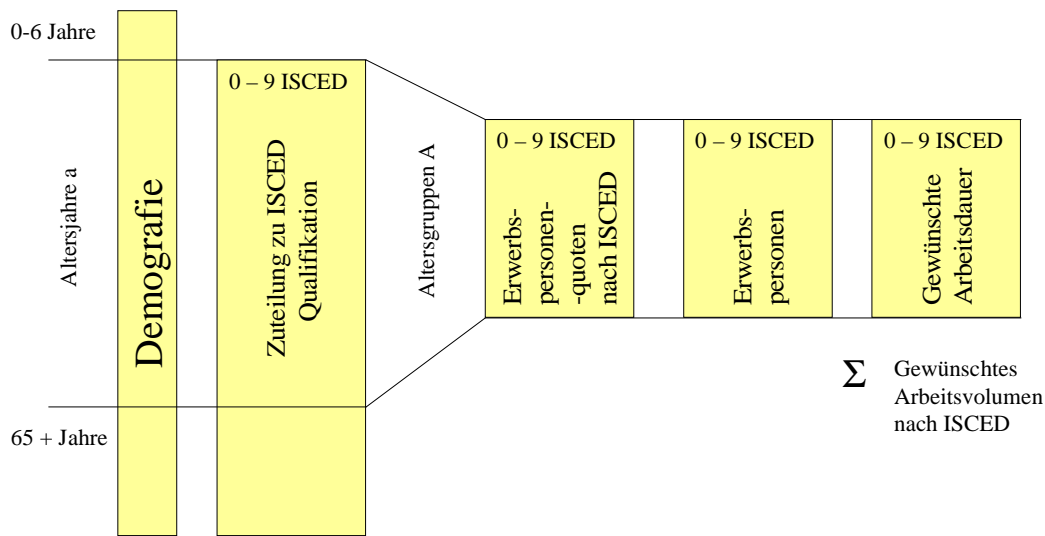 0-6 Jahre
Altersjahre a
65 + Jahre
Demografie
0 – 9 ISCED
Zuteilung zu ISCED
Qualifikation
Altersgruppen A
0 – 9 ISCED
Erwerbs-
personen-
-quoten
nach ISCED
0 – 9 ISCED
Erwerbs-
personen
0 – 9 ISCED
Gewünschte
Arbeitsdauer
Σ Gewünschtes
Arbeitsvolumen
nach ISCED